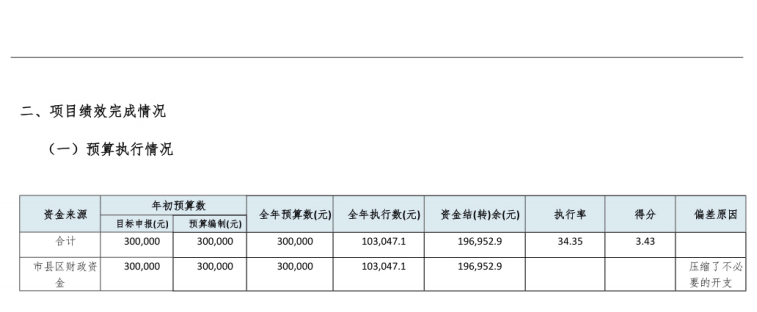 二、项目绩效完成情况
（一）预算执行情况
资金来源 年初预算数 全年预算数(元) 全年执行数(元) 资金结(转)余(元) 执行率 得分 偏差原因
目标申报(元) 预算编制(元)
合计 300,000 300,000 300,000 103,047.1 196,952.9 34.35 3.43
市县区财政资 300,000 300,000 300,000 103,047.1 196,952.9 压缩了不必
金 要的开支